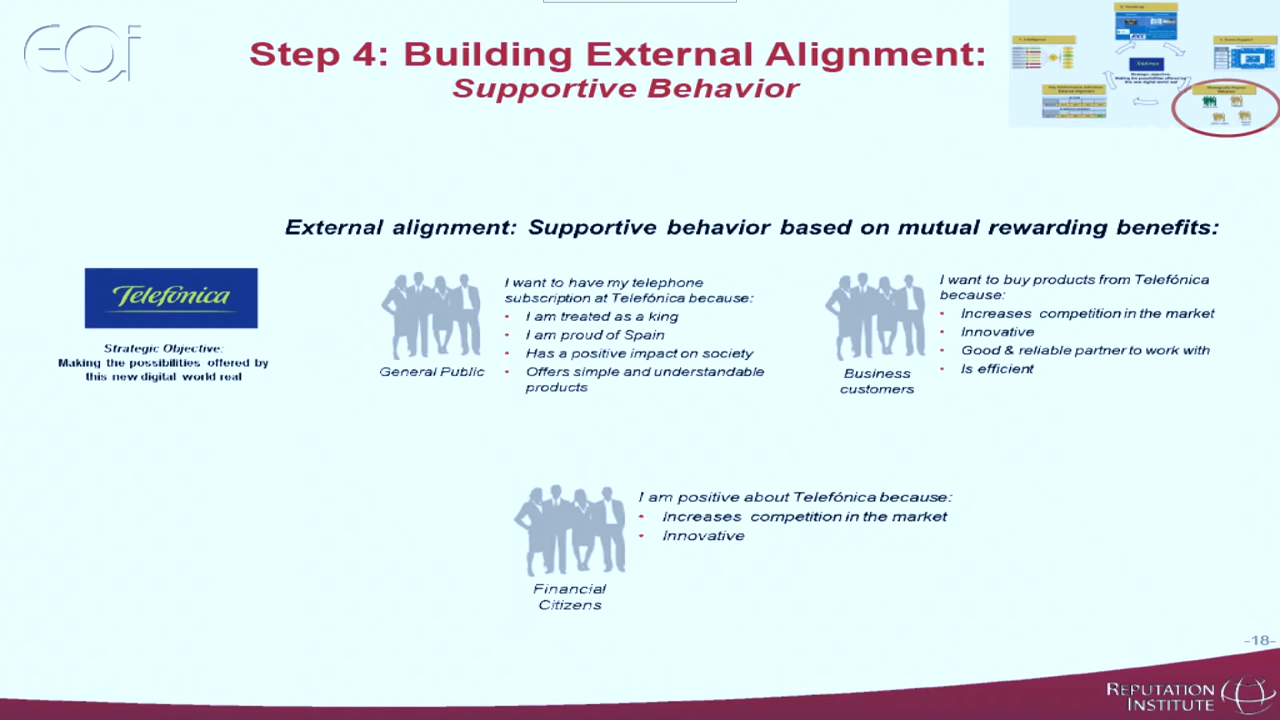 eoi
Step 4: Building External Alignment:
Supportive Behavior
External alignment: Supportive behavior based on mutual rewarding benefits:
Telefónica
Strategic Objective:
Making the possibilities offered by
this new digital world real
General Public
I want to have my telephone
subscription at Telefónica because:
• I am treated as a king
• I am proud of Spain
• Has a positive impact on society
• Offers simple and understandable
products
Business
customers
I want to buy products from Telefónica
because:
• Increases competition in the market
• Innovative
• Good & reliable partner to work with
• Is efficient
Financial
Citizens
I am positive about Telefónica because:
• Increases competition in the market
• Innovative
-18-
REPUTATION
INSTITUTE